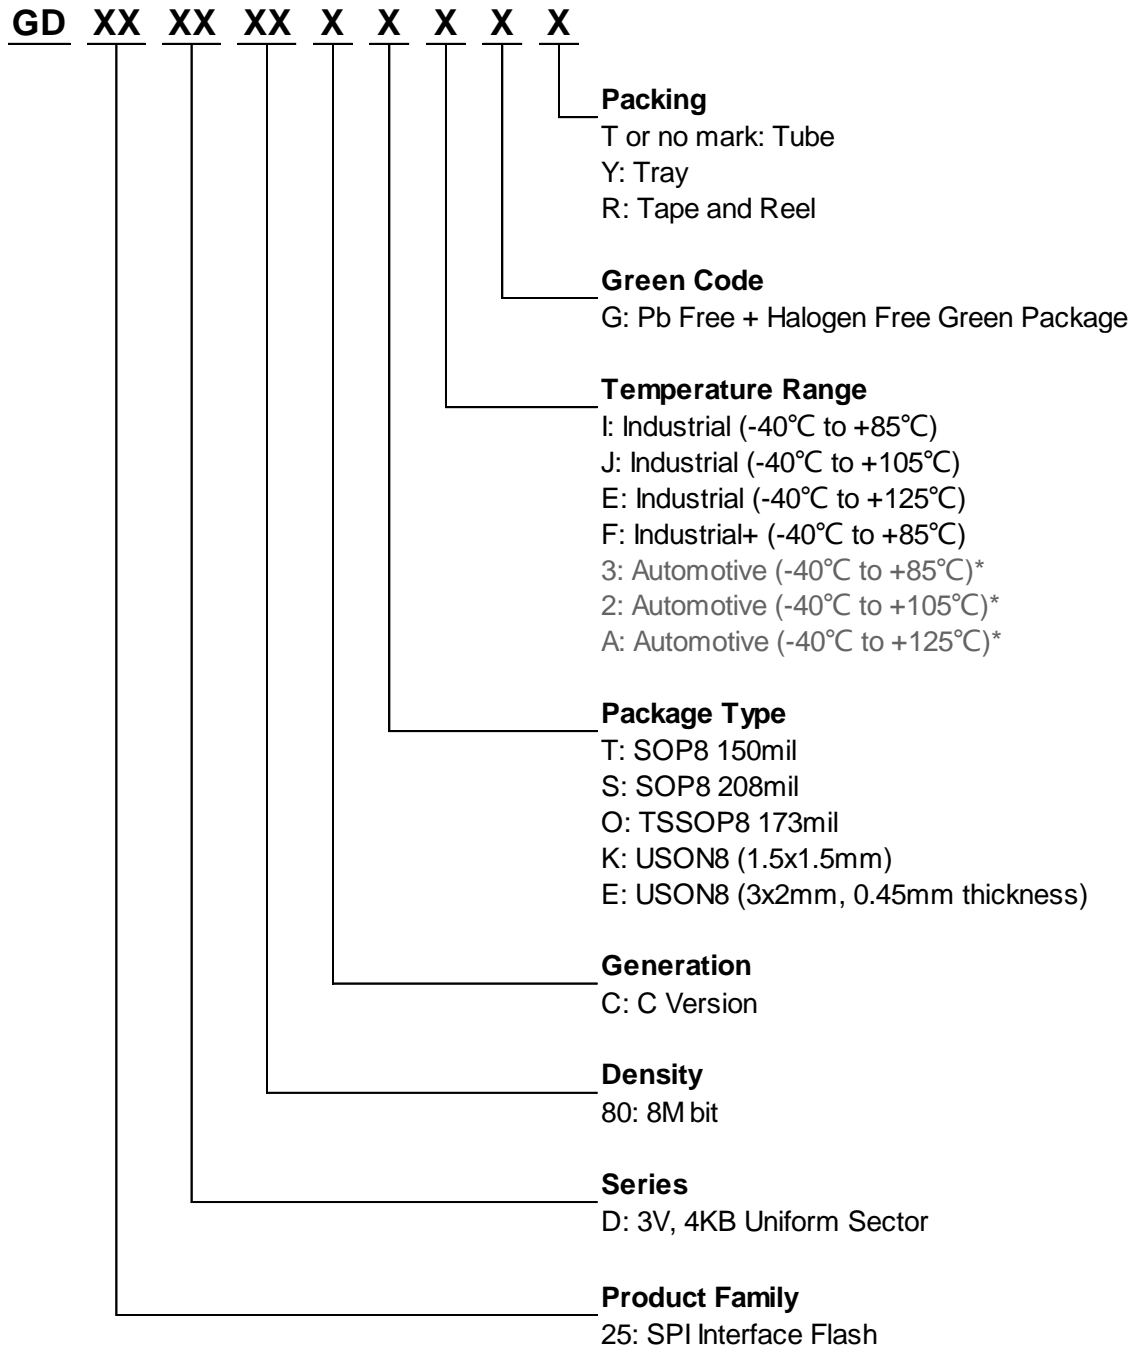 GD XX XX XX X X X X X
Packing
T or no mark: Tube
Y: Tray
R: Tape and Reel
Green Code
G: Pb Free + Halogen Free Green Package
Temperature Range
I: Industrial (-40℃ to +85℃)
J: Industrial (-40℃ to +105℃)
E: Industrial (-40℃ to +125℃)
F: Industrial+ (-40℃ to +85℃)
3: Automotive (-40℃ to +85℃)*
2: Automotive (-40℃ to +105℃)*
A: Automotive (-40℃ to +125℃)*
Package Type
T: SOP8 150mil
S: SOP8 208mil
O: TSSOP8 173mil
K: USON8 (1.5x1.5mm)
E: USON8 (3x2mm, 0.45mm thickness)
Generation
C: C Version
Density
80: 8M bit
Series
D: 3V, 4KB Uniform Sector
Product Family
25: SPI Interface Flash